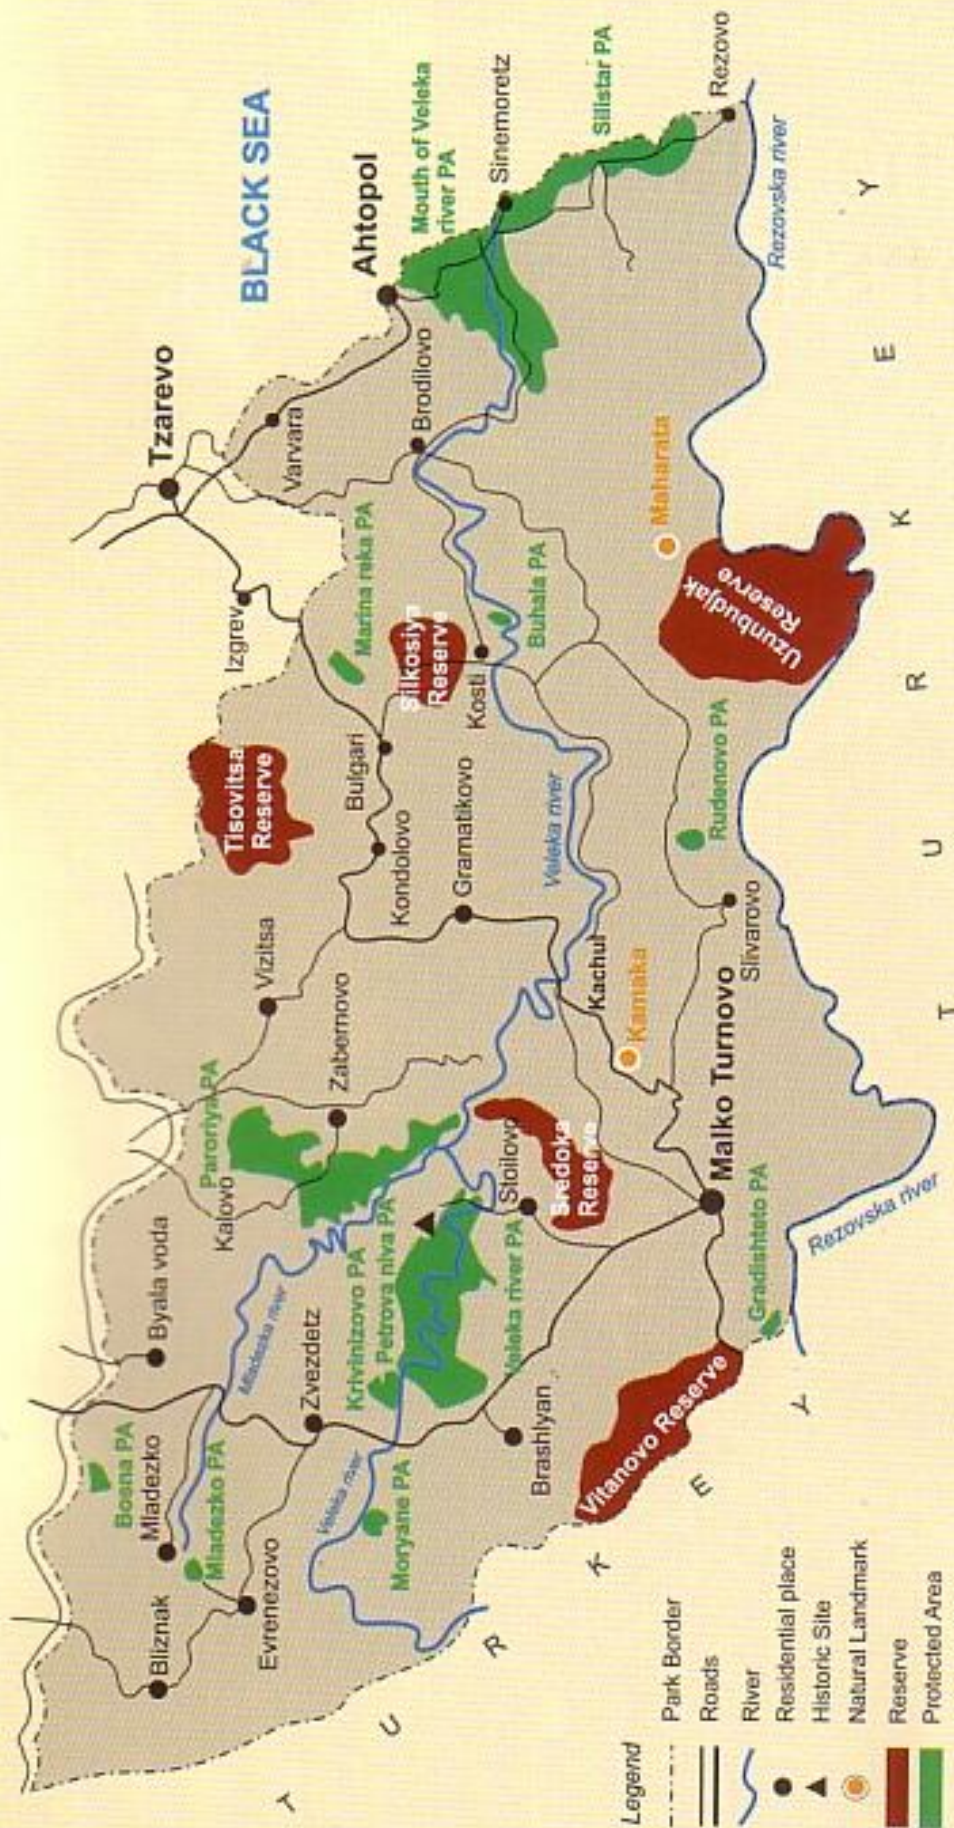 BLACK SEA
Tzarevo
Ahtopol
Mouth of Veleka
river PA
Sinemoretz
Silistar PA
Rezovo
Rezovska river
Varvara
Brodilovo
Izgrev
Marina reka PA
Silkosiya
Reserve
Buhala PA
Maharata
Uzunbudjak
Reserve
Kosti
Bulgari
Tisovitsa
Reserve
Kondolovo
Gramatikovo
Veleka river
Rudenovo PA
Slivarovo
Vizitsa
Zabernovo
Kachul
Kamaka
Malko Turnovo
Paroriya PA
Kalovo
Stoilovo
Sredoka
Reserve
Byala voda
Mladezka river
Krivinizovo PA
Petrova niva PA
Veleka river PA
Gradishteto PA
Rezovska river
Zvezdetz
Brashlyan
Vitanovo Reserve
Bosna PA
Mladezko
Mladezko PA
Veleka river
Moryane PA
Bliznak
Evrenezovo
T U R K E Y
T U R K E Y
Legend
Park Border
Roads
River
Residential place
Historic Site
Natural Landmark
Reserve
Protected Area